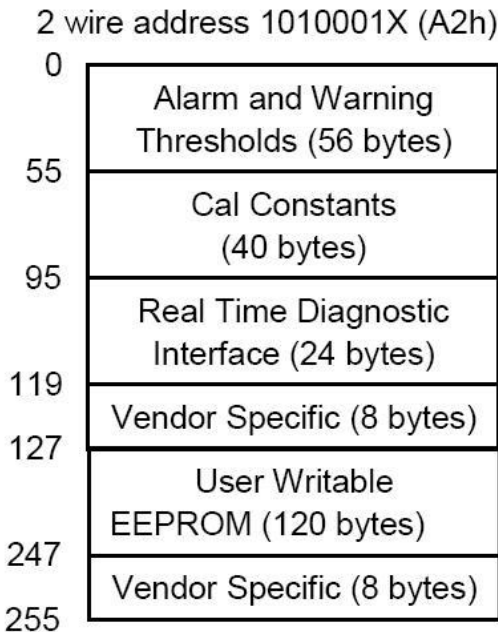 2 wire address 1010001X (A2h)
0
Alarm and Warning
Thresholds (56 bytes)
55
Cal Constants
(40 bytes)
95
Real Time Diagnostic
Interface (24 bytes)
119
Vendor Specific (8 bytes)
127
User Writable
EEPROM (120 bytes)
247
Vendor Specific (8 bytes)
255